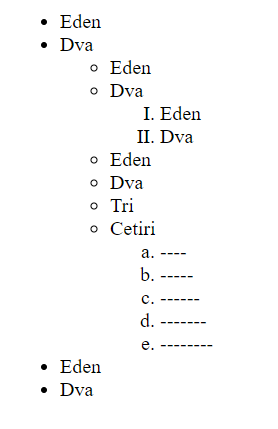 • Eden
• Dva
○ Eden
○ Dva
I. Eden
II. Dva
○ Eden
○ Dva
○ Tri
○ Cetiri
a. ----
b. -----
c. ------
d. -------
e. --------
• Eden
• Dva